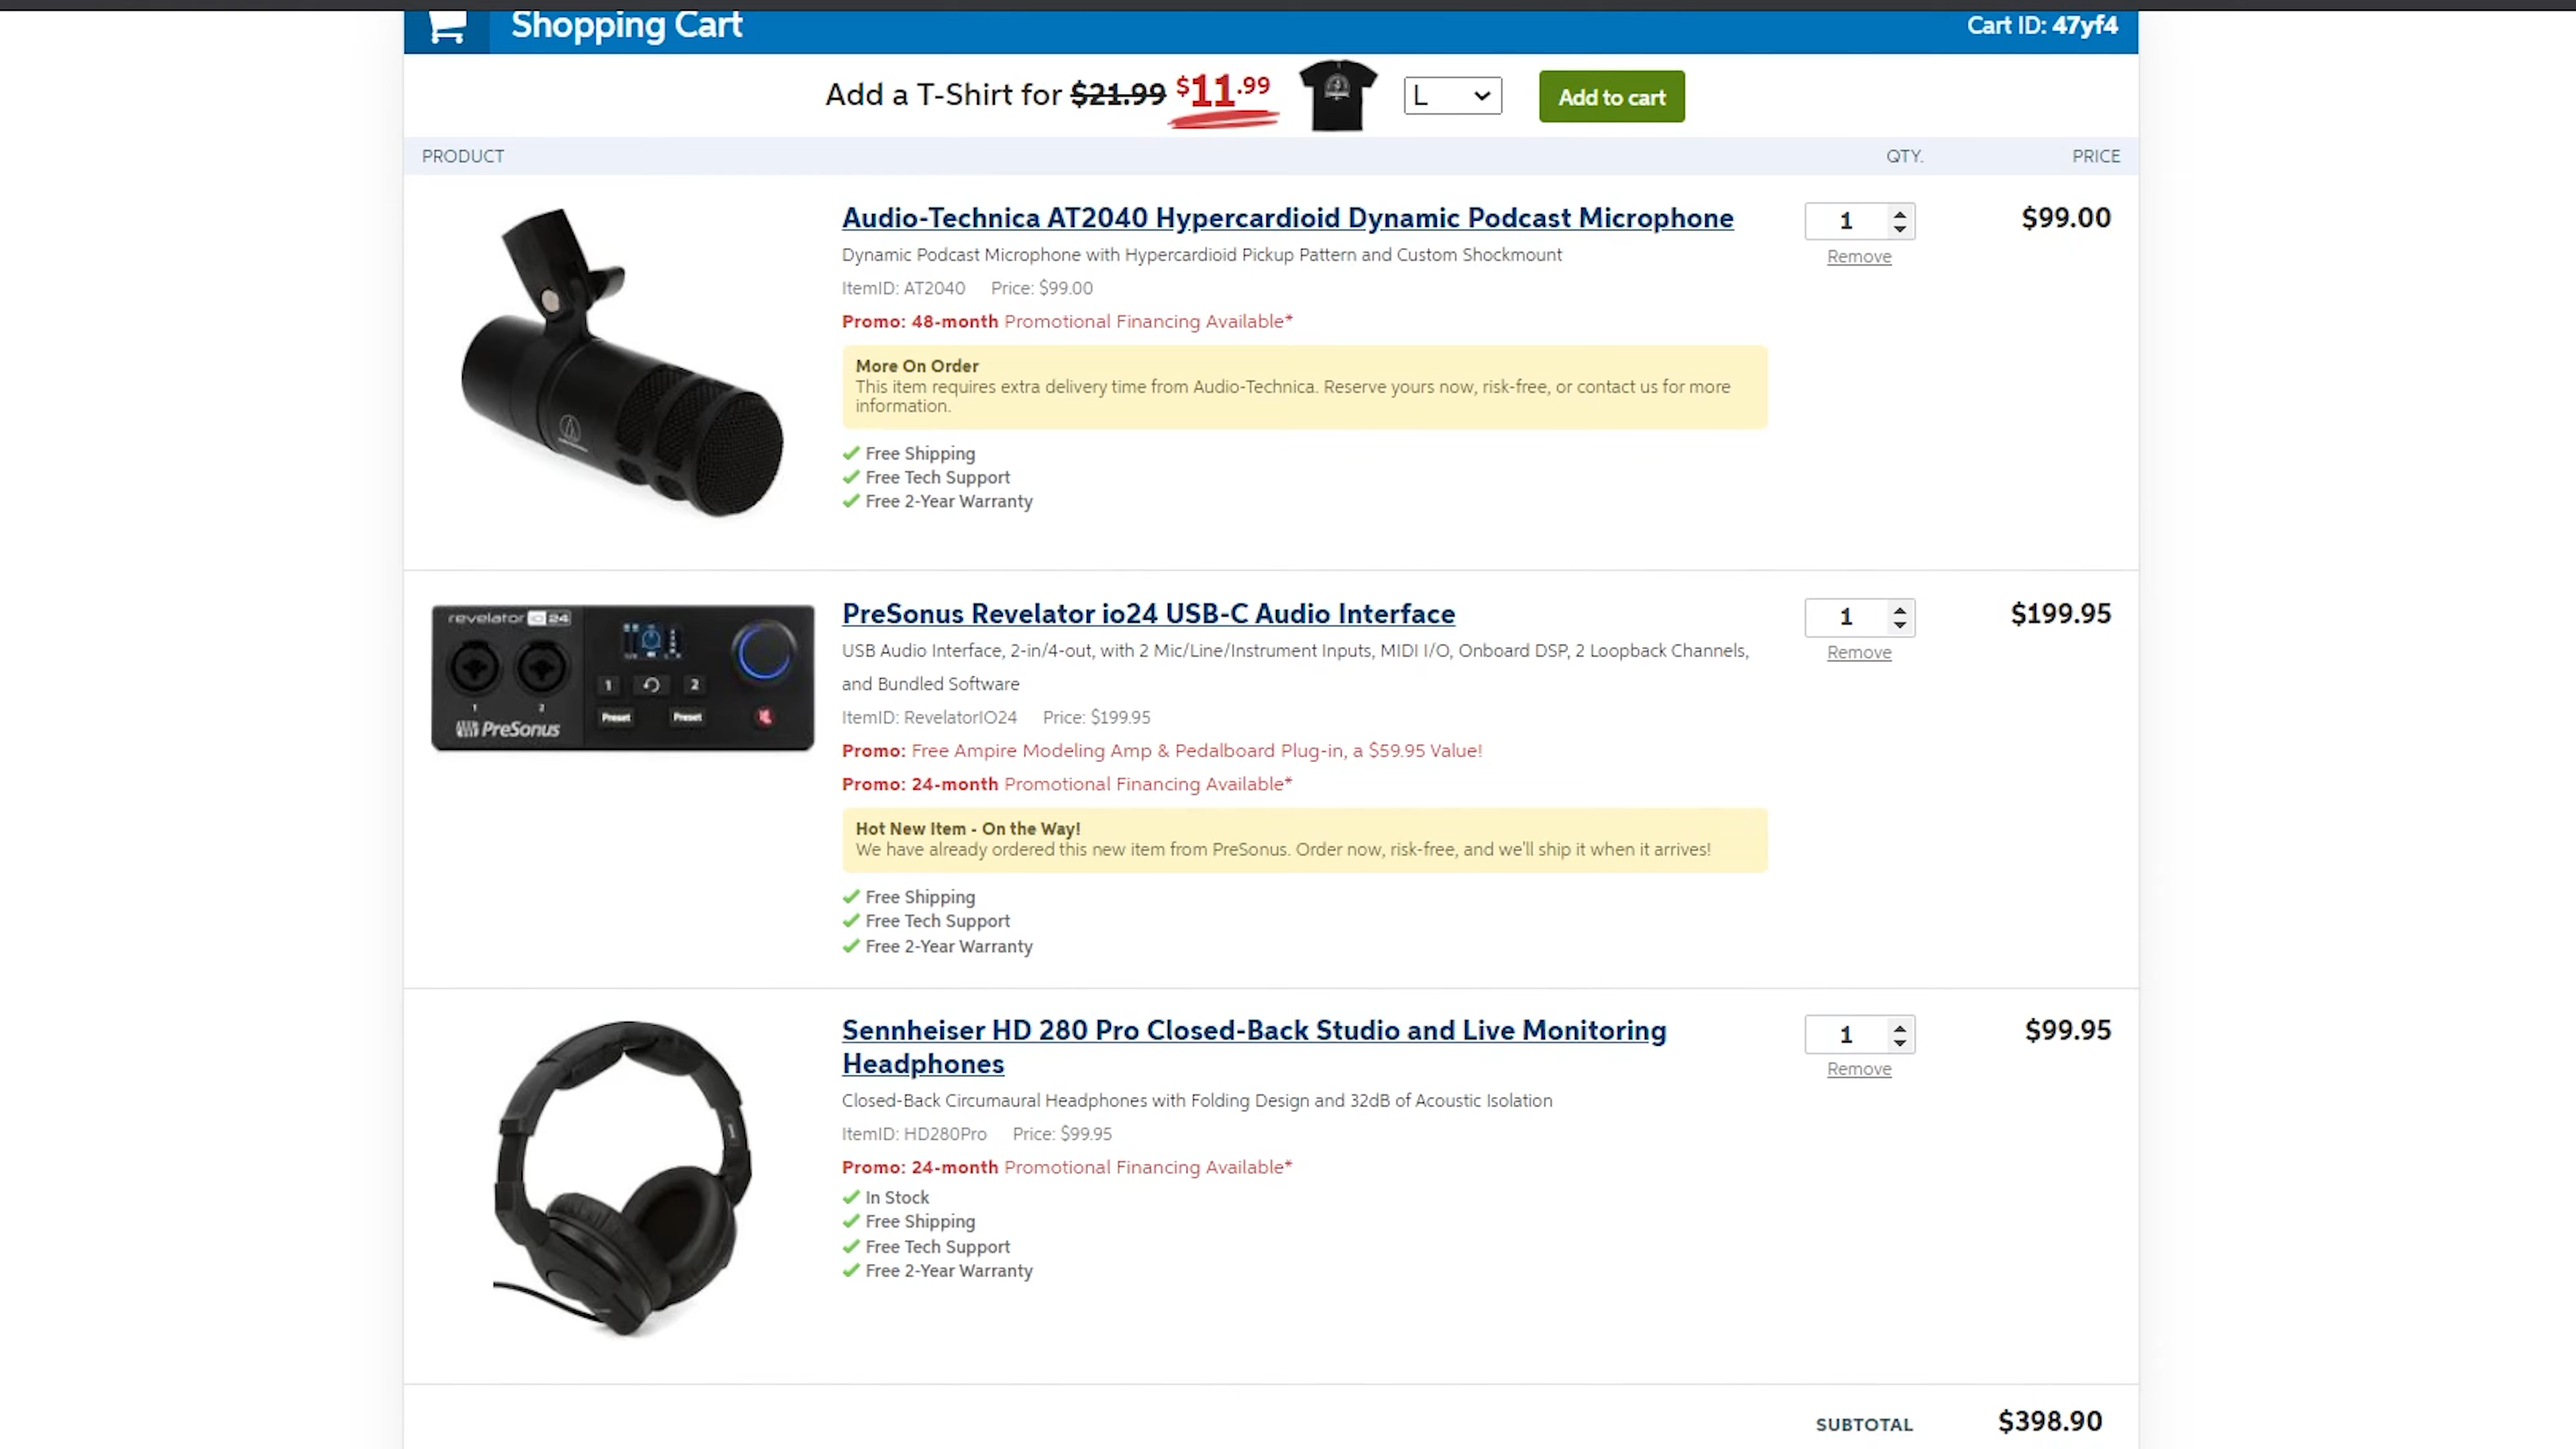 Shopping Cart
Cart ID: 47yf4
Add a T-Shirt for $21.99 $11.99
L
Add to cart
PRODUCT
QTY.
PRICE
Audio-Technica AT2040 Hypercardioid Dynamic Podcast Microphone
1
$99.00
Dynamic Podcast Microphone with Hypercardioid Pickup Pattern and Custom Shockmount
Remove
ItemID: AT2040 Price: $99.00
Promo: 48-month Promotional Financing Available*
More On Order
This item requires extra delivery time from Audio-Technica. Reserve yours now, risk-free, or contact us for more
information.
Free Shipping
Free Tech Support
Free 2-Year Warranty
revelator io 24
1
2
1
2
Preset
Preset
PreSonus
PreSonus Revelator io24 USB-C Audio Interface
1
$199.95
USB Audio Interface, 2-in/4-out, with 2 Mic/Line/Instrument Inputs, MIDI I/O, Onboard DSP, 2 Loopback Channels,
and Bundled Software
Remove
ItemID: RevelatorIO24 Price: $199.95
Promo: Free Ampire Modeling Amp & Pedalboard Plug-in, a $59.95 Value!
Promo: 24-month Promotional Financing Available*
Hot New Item - On the Way!
We have already ordered this new item from PreSonus. Order now, risk-free, and we'll ship it when it arrives!
Free Shipping
Free Tech Support
Free 2-Year Warranty
Sennheiser HD 280 Pro Closed-Back Studio and Live Monitoring
Headphones
1
$99.95
Remove
Closed-Back Circumaural Headphones with Folding Design and 32dB of Acoustic Isolation
ItemID: HD280Pro Price: $99.95
Promo: 24-month Promotional Financing Available*
In Stock
Free Shipping
Free Tech Support
Free 2-Year Warranty
SUBTOTAL
$398.90